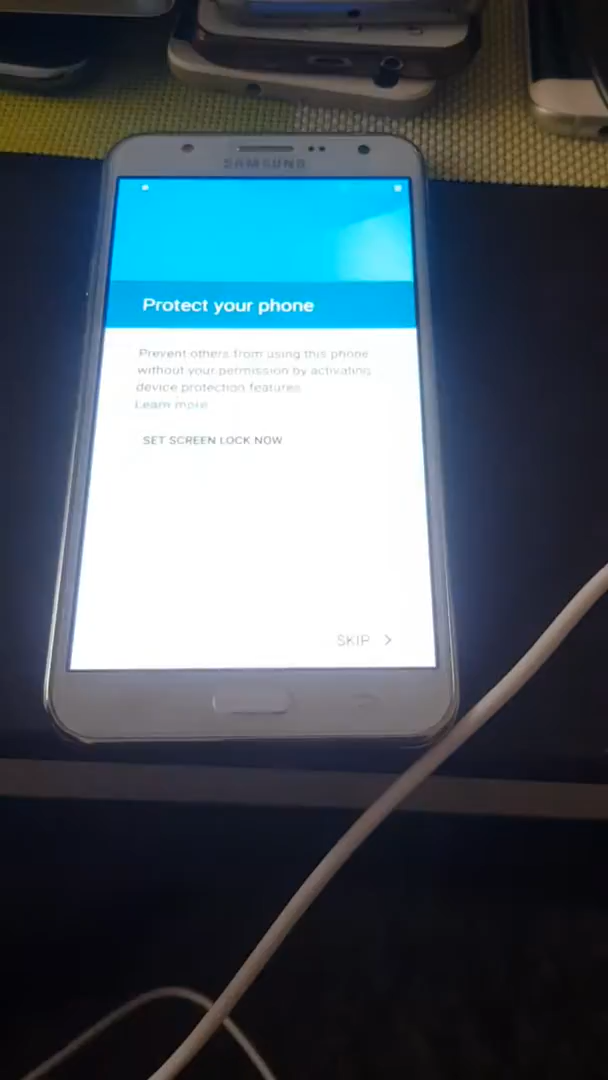 SAMSUNG
Protect your phone
Prevent others from using this phone
without your permission by activating
device protection features.
Learn more
SET SCREEN LOCK NOW
SKIP